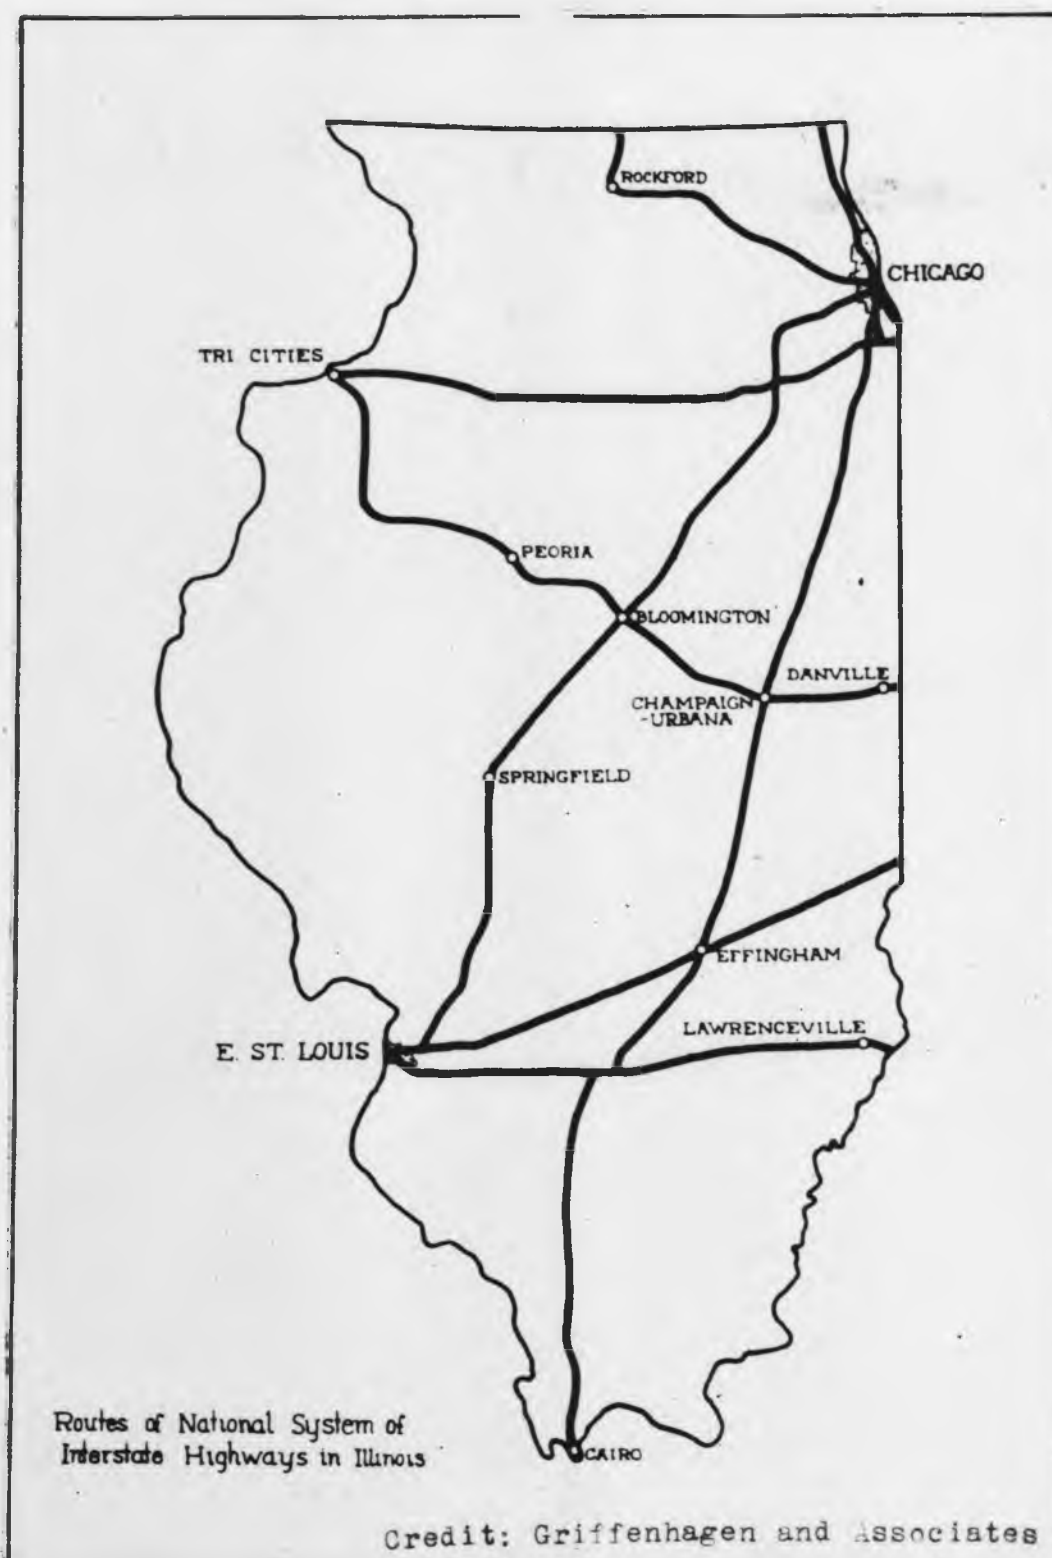 ROCKFORD
CHICAGO
TRI CITIES
PEORIA
BLOOMINGTON
DANVILLE
CHAMPAIGN
-URBANA
SPRINGFIELD
EFFINGHAM
LAWRENCEVILLE
E. ST. LOUIS
Routes of National System of
Interstate Highways in Illinois
CAIRO
Credit: Griffenhagen and Associates